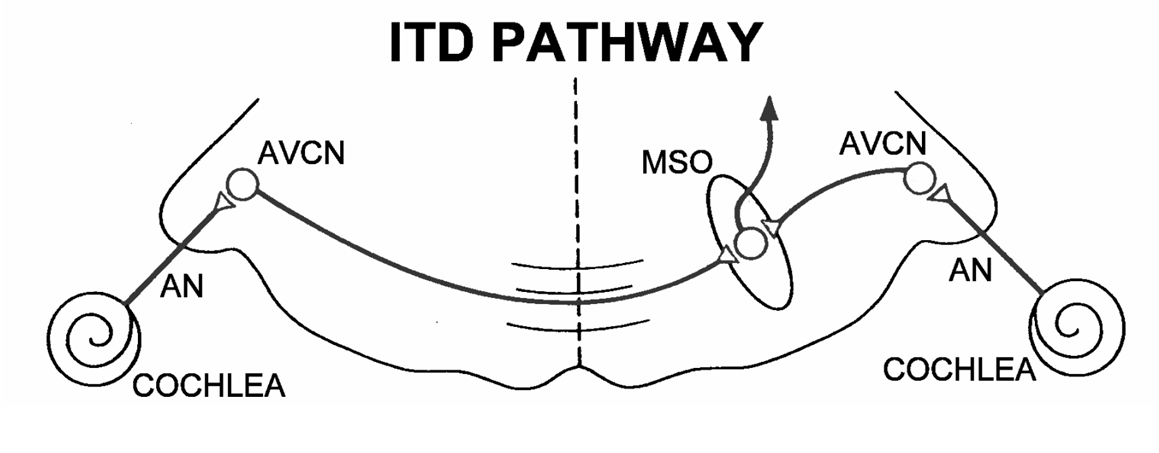 ITD PATHWAY
AVCN
MSO
AVCN
AN
AN
COCHLEA
COCHLEA